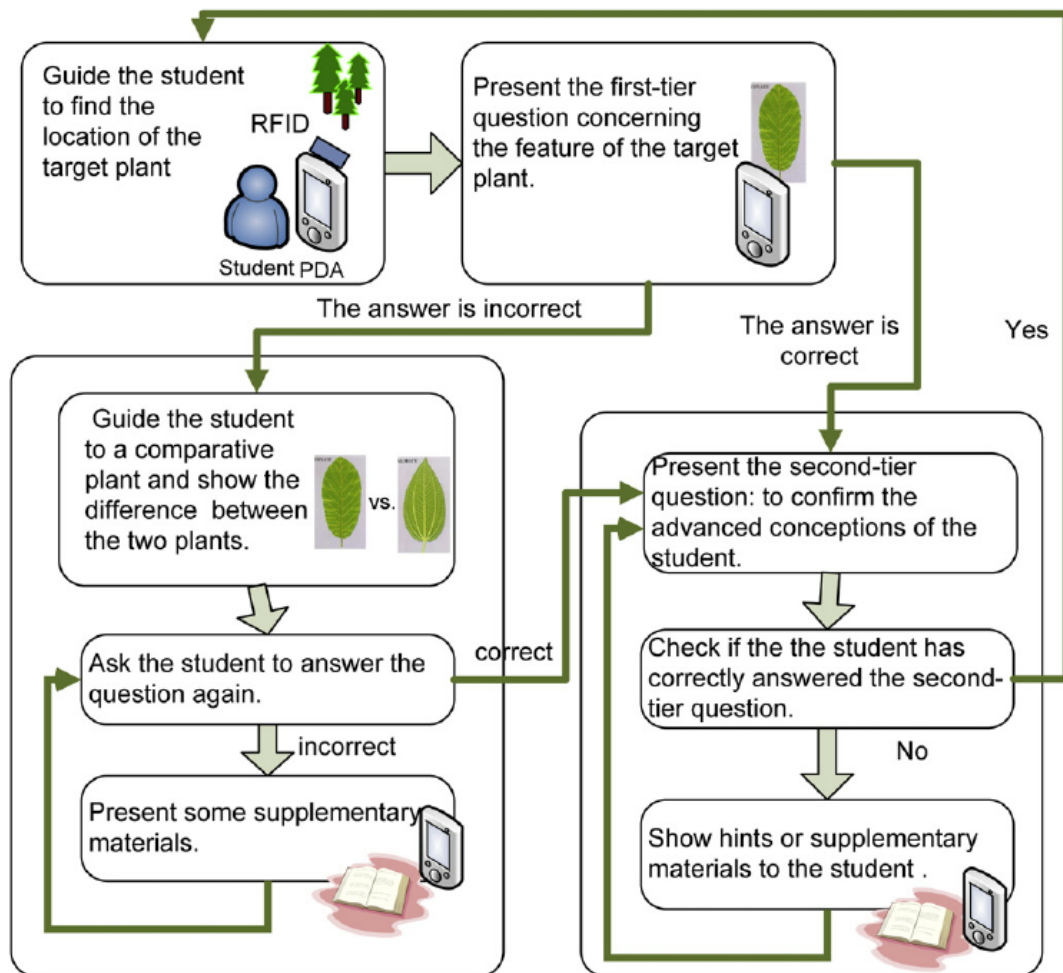 Guide the student
to find the
location of the
target plant
RFID
Student PDA
Present the first-tier
question concerning
the feature of the target
plant.
The answer is incorrect
The answer is
correct
Yes
Guide the student
to a comparative
plant and show the
difference between
the two plants.
vs.
Ask the student to answer the
question again.
correct
incorrect
Present some supplementary
materials.
Present the second-tier
question: to confirm the
advanced conceptions of the
student.
Check if the the student has
correctly answered the second-
tier question.
No
Show hints or supplementary
materials to the student .